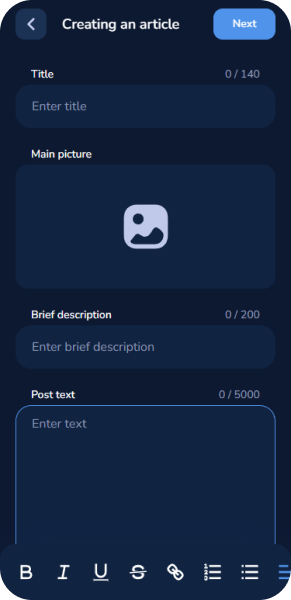 Creating an article
Next
Title 0 / 140
Enter title
Main picture
Brief description 0 / 200
Enter brief description
Post text 0 / 5000
Enter text
B I U S